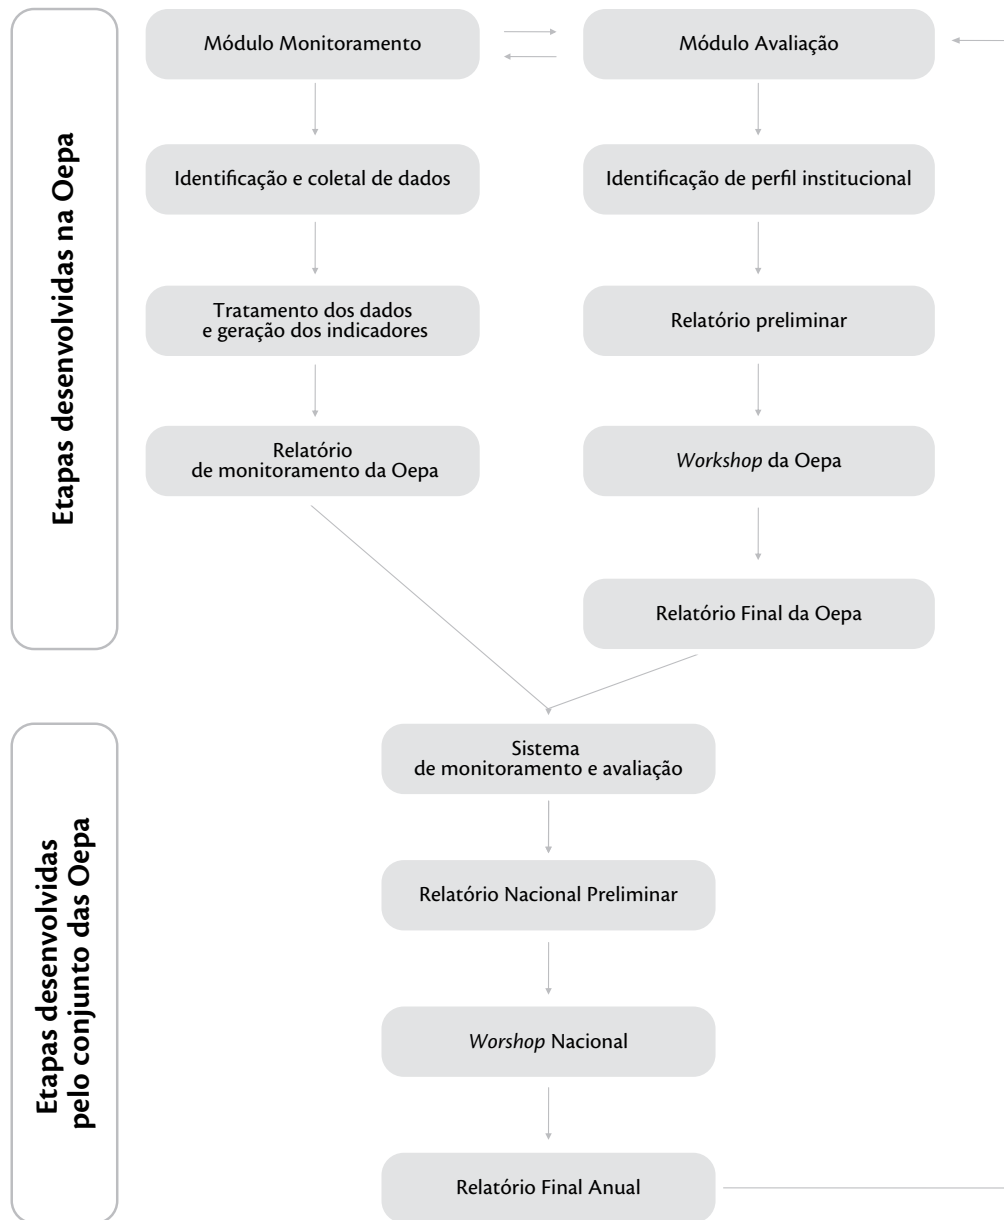 Etapas desenvolvidas na Oepa
Módulo Monitoramento
Identificação e coletal de dados
Tratamento dos dados
e geração dos indicadores
Relatório
de monitoramento da Oepa
Módulo Avaliação
Identificação de perfil institucional
Relatório preliminar
Workshop da Oepa
Relatório Final da Oepa
Etapas desenvolvidas
pelo conjunto das Oepa
Sistema
de monitoramento e avaliação
Relatório Nacional Preliminar
Worshop Nacional
Relatório Final Anual